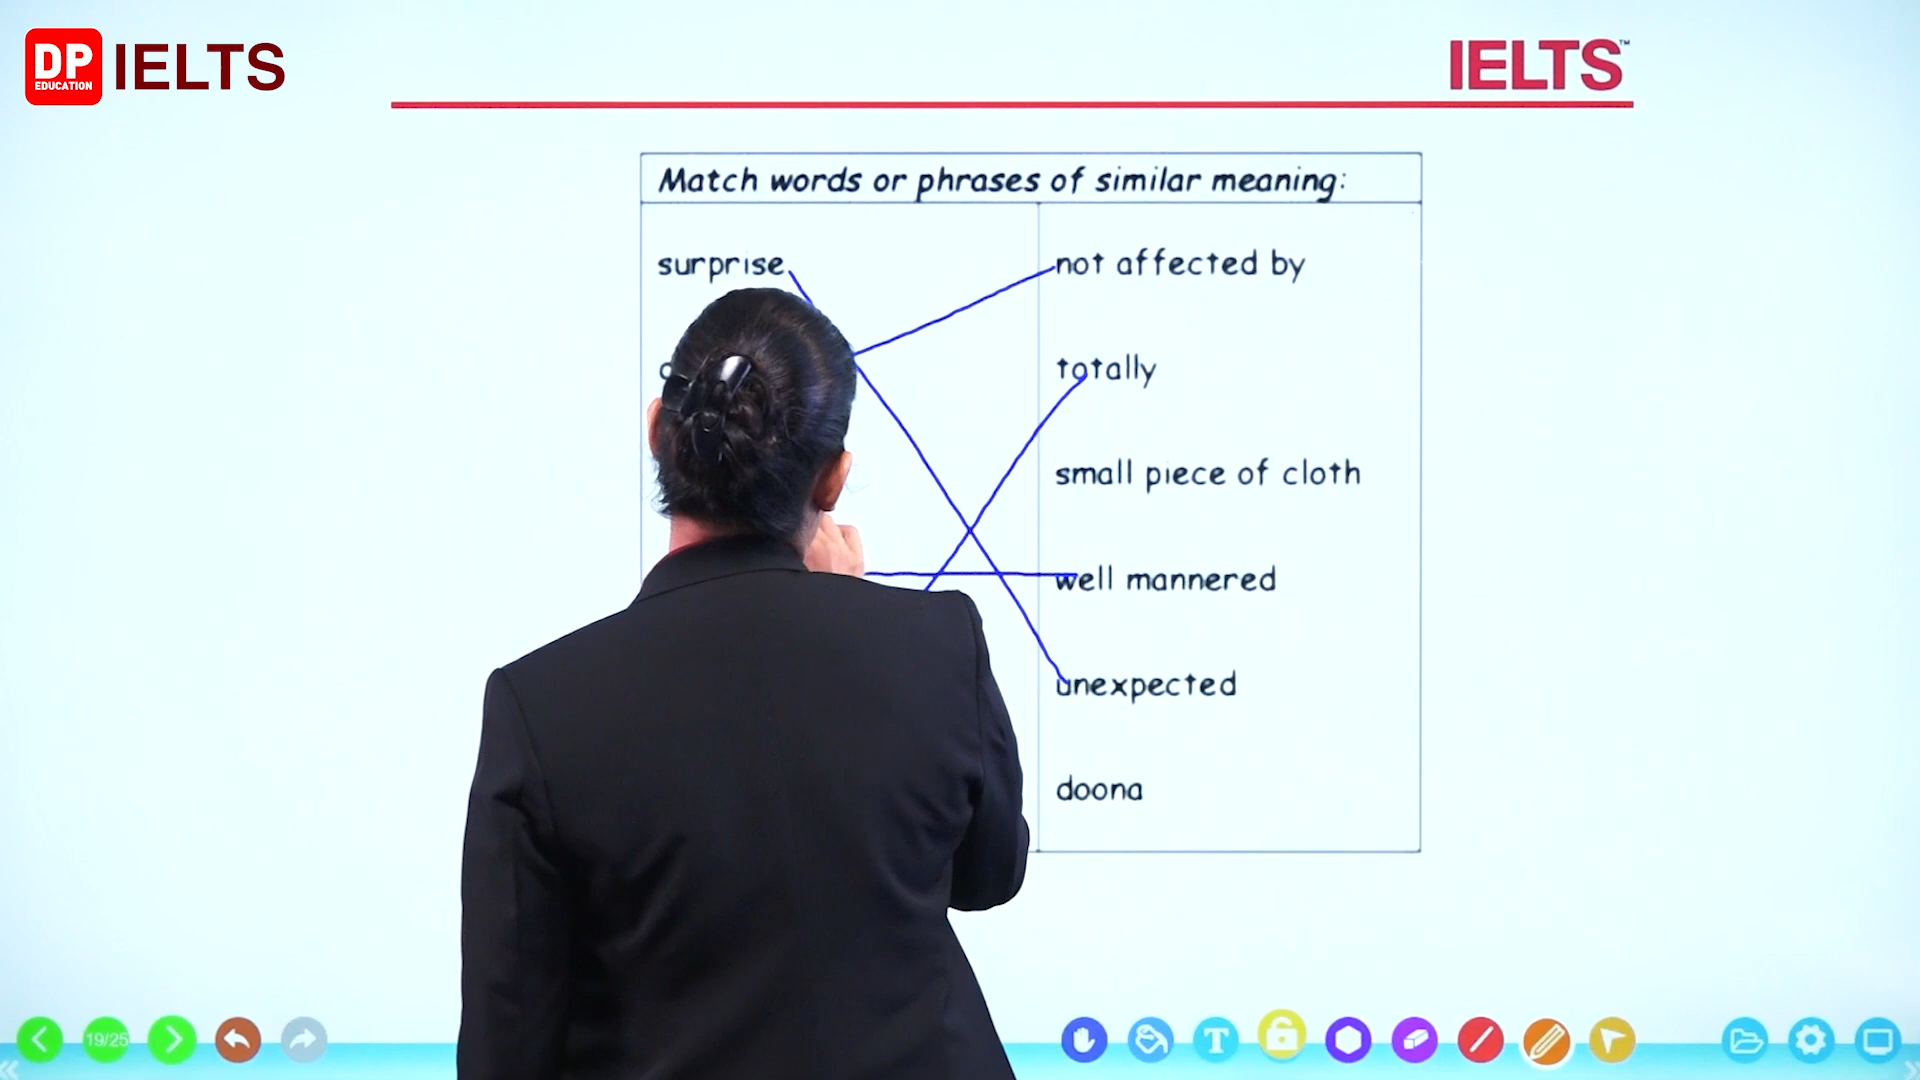 DP
EDUCATION
IELTS
IELTS™
Match words or phrases of similar meaning:
surprise
not affected by
totally
small piece of cloth
well mannered
unexpected
doona
19/25
T